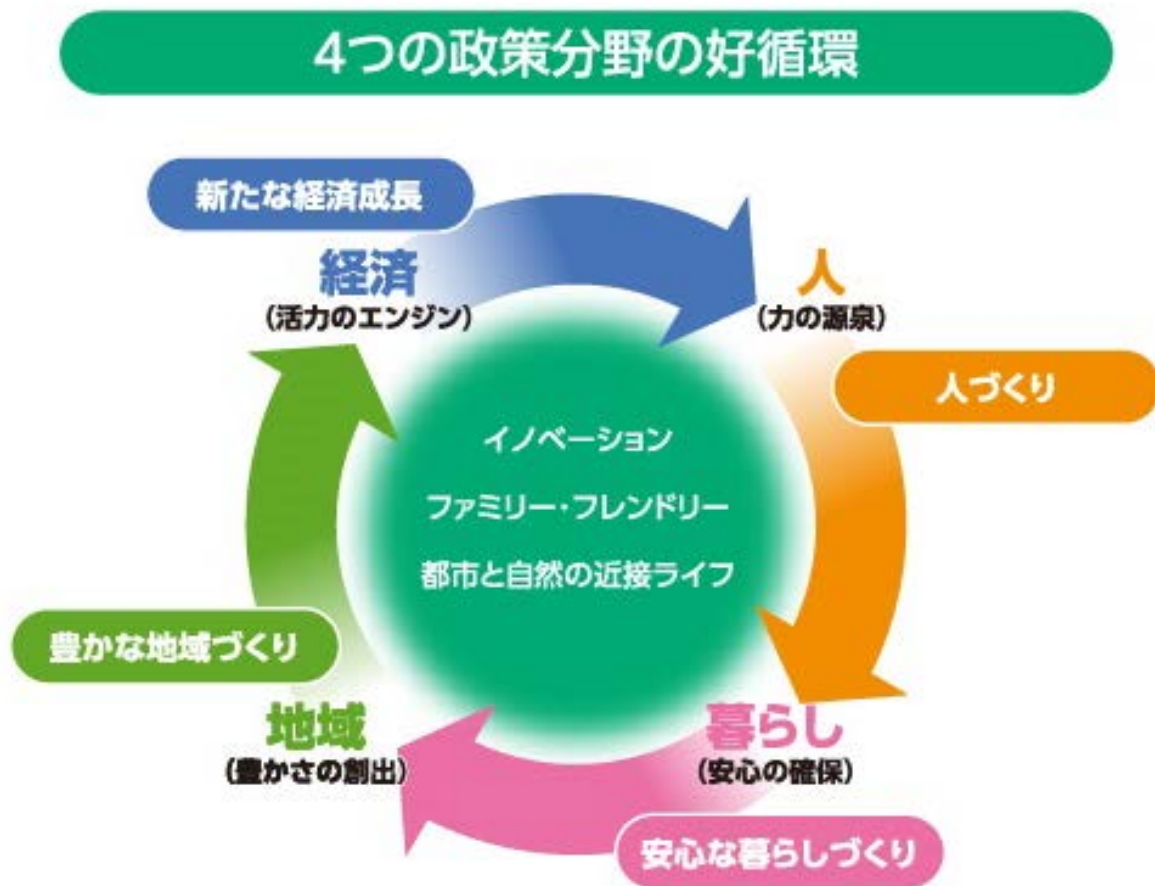 4つの政策分野の好循環
新たな経済成長
経済
(活力のエンジン)
人
(力の源泉)
人づくり
イノベーション
ファミリー・フレンドリー
都市と自然の近接ライフ
豊かな地域づくり
地域
(豊かさの創出)
暮らし
(安心の確保)
安心な暮らしづくり